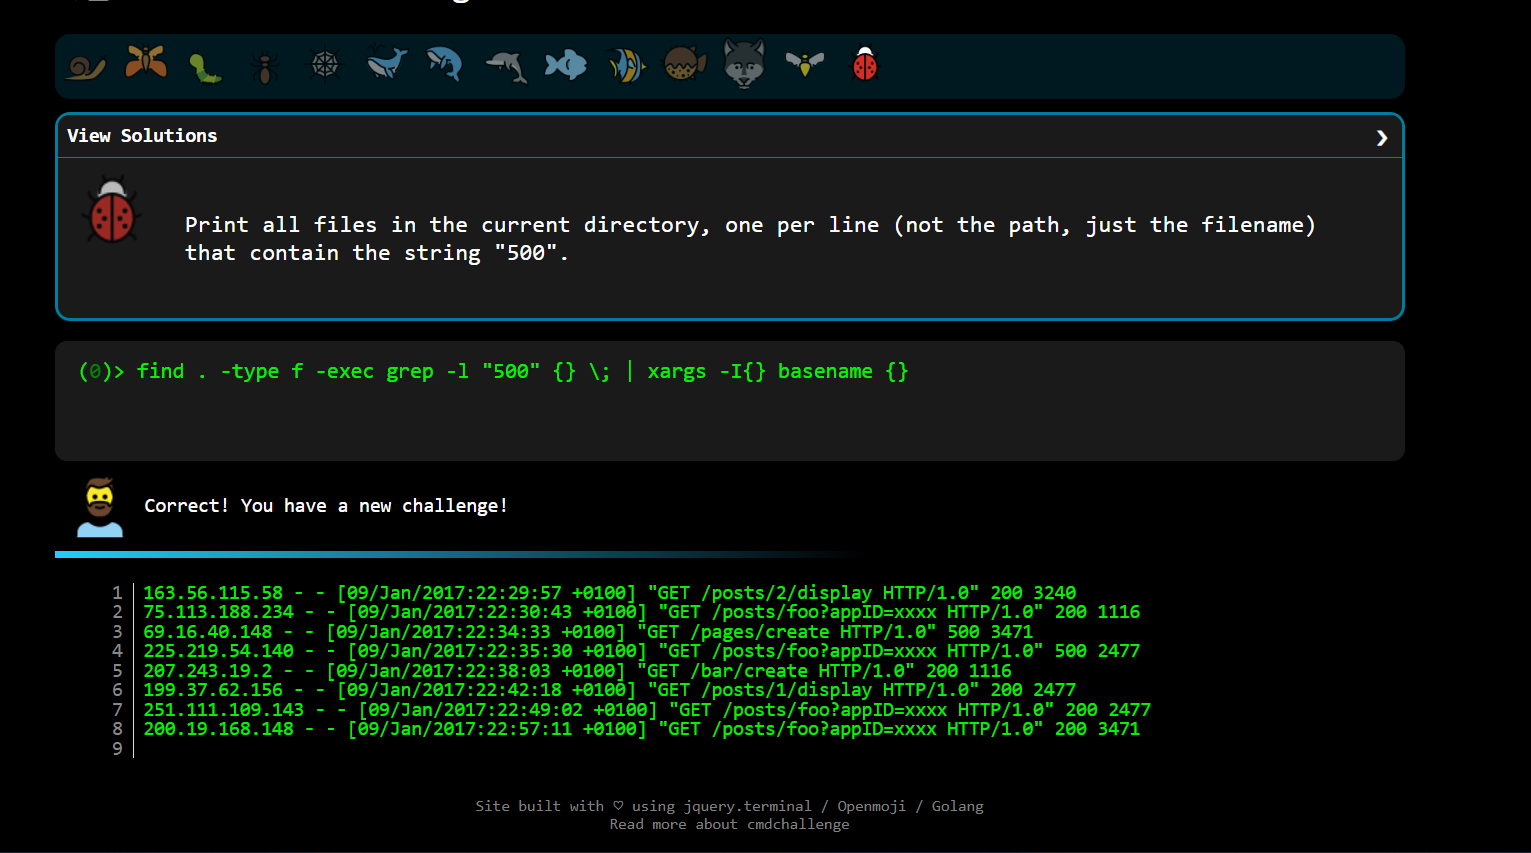 View Solutions
Print all files in the current directory, one per line (not the path, just the filename)
that contain the string "500".
(0)> find . -type f -exec grep -l "500" {} \; | xargs -I{} basename {}
Correct! You have a new challenge!
1 163.56.115.58 - - [09/Jan/2017:22:29:57 +0100] "GET /posts/2/display HTTP/1.0" 200 3240
2 75.113.188.234 - - [09/Jan/2017:22:30:43 +0100] "GET /posts/foo?appID=xxxx HTTP/1.0" 200 1116
3 69.16.40.148 - - [09/Jan/2017:22:34:33 +0100] "GET /pages/create HTTP/1.0" 500 3471
4 225.219.54.140 - - [09/Jan/2017:22:35:30 +0100] "GET /posts/foo?appID=xxxx HTTP/1.0" 500 2477
5 207.243.19.2 - - [09/Jan/2017:22:38:03 +0100] "GET /bar/create HTTP/1.0" 200 1116
6 199.37.62.156 - - [09/Jan/2017:22:42:18 +0100] "GET /posts/1/display HTTP/1.0" 200 2477
7 251.111.109.143 - - [09/Jan/2017:22:49:02 +0100] "GET /posts/foo?appID=xxxx HTTP/1.0" 200 2477
8 200.19.168.148 - - [09/Jan/2017:22:57:11 +0100] "GET /posts/foo?appID=xxxx HTTP/1.0" 200 3471
9
Site built with ♡ using jquery.terminal / Openmoji / Golang
Read more about cmdchallenge